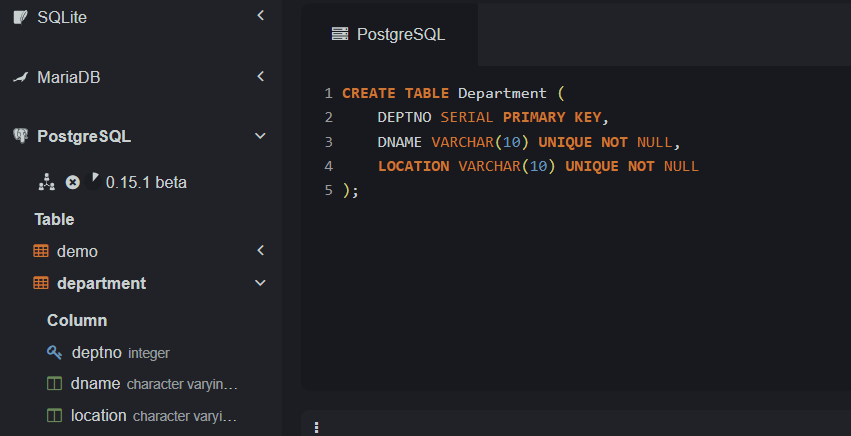 SQLite
MariaDB
PostgreSQL
0.15.1 beta
Table
demo
department
Column
deptno integer
dname character varyin...
location character varyi...
PostgreSQL
1 CREATE TABLE Department (
2 DEPTNO SERIAL PRIMARY KEY,
3 DNAME VARCHAR(10) UNIQUE NOT NULL,
4 LOCATION VARCHAR(10) UNIQUE NOT NULL
5 );